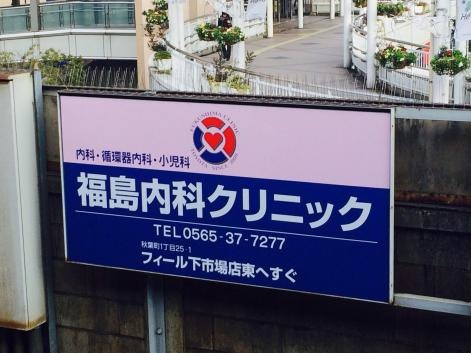 FUKUSHIMA CLINIC
内科・循環器内科・小児科
福島内科クリニック
TEL0565-37-7277
秋葉町1丁目25-1
フィール下市場店東へすぐ